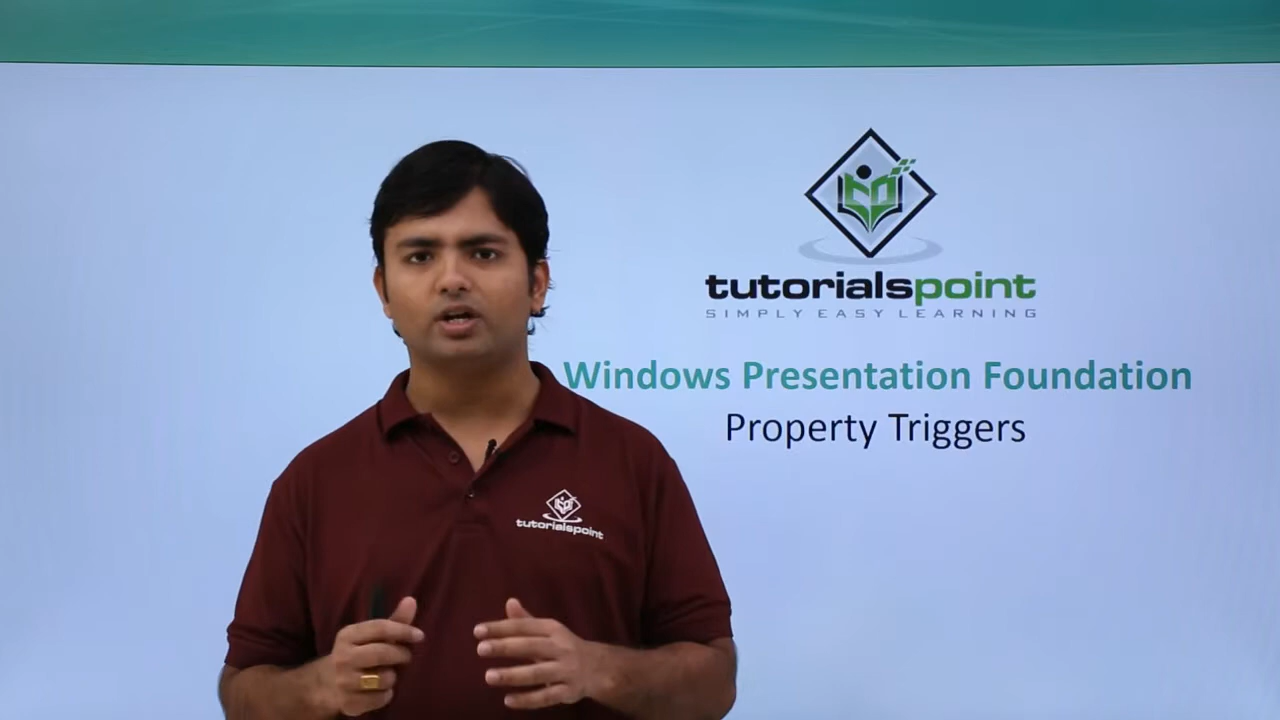 tutorialspoint
SIMPLY EASY LEARNING
Windows Presentation Foundation
Property Triggers
tutorialspoint